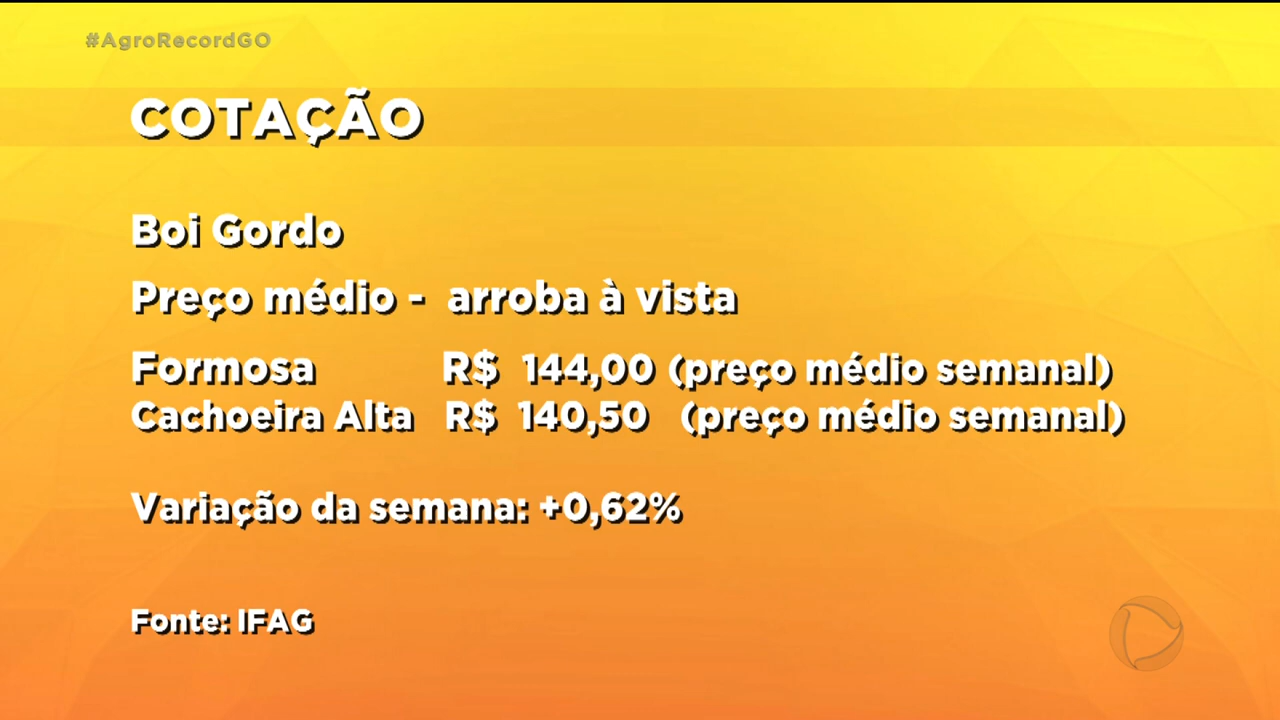 #AgroRecordGO
COTAÇÃO
Boi Gordo
Preço médio - arroba à vista
Formosa R$ 144,00 (preço médio semanal)
Cachoeira Alta R$ 140,50 (preço médio semanal)
Variação da semana: +0,62%
Fonte: IFAG